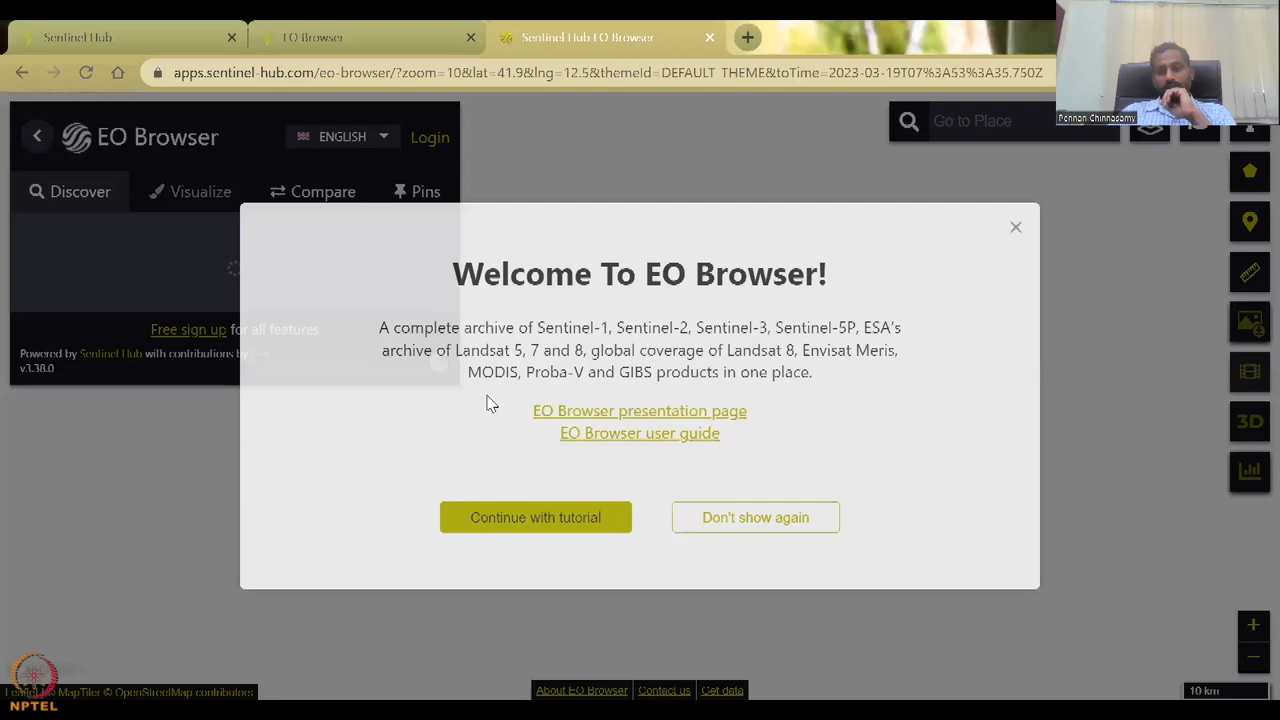 Sentinel Hub
EO Browser
Sentinel Hub EO Browser
apps.sentinel-hub.com/eo-browser/?zoom=10&lat=41.9&lng=12.5&themeId=DEFAULT_THEME&toTime=2023-03-19T07%3A53%3A35.750Z
Pennan Chinnasamy
EO Browser
ENGLISH
Login
Go to Place
Discover
Visualize
Compare
Pins
Welcome To EO Browser!
A complete archive of Sentinel-1, Sentinel-2, Sentinel-3, Sentinel-5P, ESA's
archive of Landsat 5, 7 and 8, global coverage of Landsat 8, Envisat Meris,
MODIS, Proba-V and GIBS products in one place.
Free sign up for all features
Powered by Sentinel Hub with contributions by
v3.38.0
EO Browser presentation page
EO Browser user guide
3D
Continue with tutorial
Don't show again
+
−
Leaflet © MapTiler © OpenStreetMap contributors
About EO Browser
Contact us
Get data
10 km
NPTEL